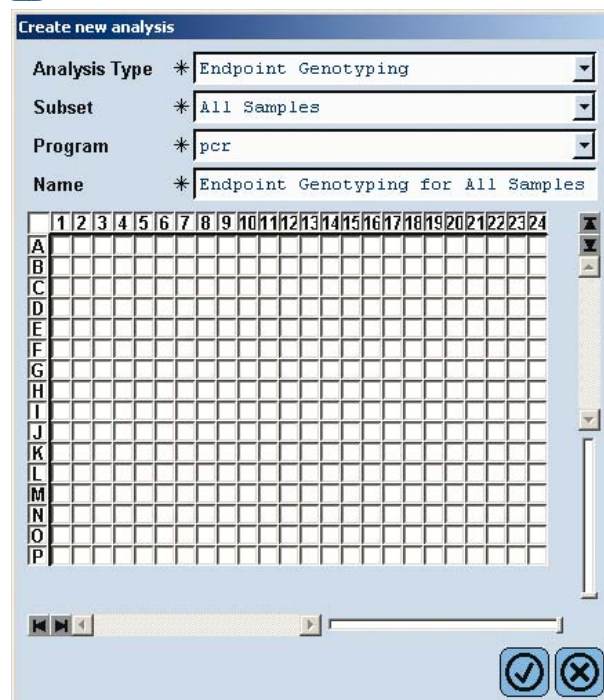 Create new analysis
Analysis Type * Endpoint Genotyping
Subset * All Samples
Program * pcr
Name * Endpoint Genotyping for All Samples
1 2 3 4 5 6 7 8 9 10 11 12 13 14 15 16 17 18 19 20 21 22 23 24
A
B
C
D
E
F
G
H
I
J
K
L
M
N
O
P